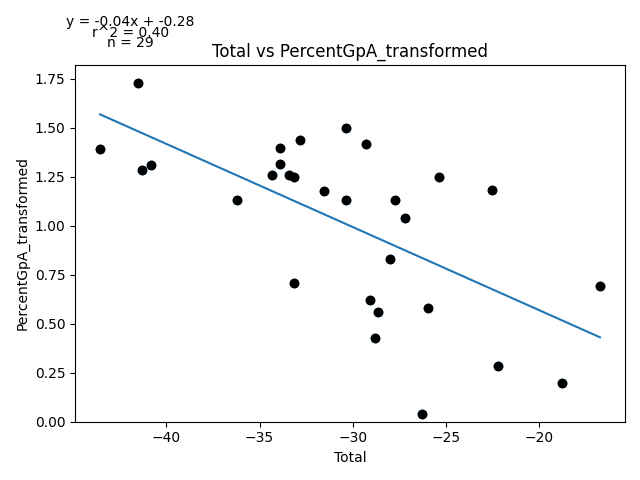 y = -0.04x + -0.28
r^2 = 0.40
n = 29
Total vs PercentGpA_transformed
1.75
1.50
1.25
1.00
0.75
0.50
0.25
0.00
PercentGpA_transformed
−40
−35
−30
−25
−20
Total